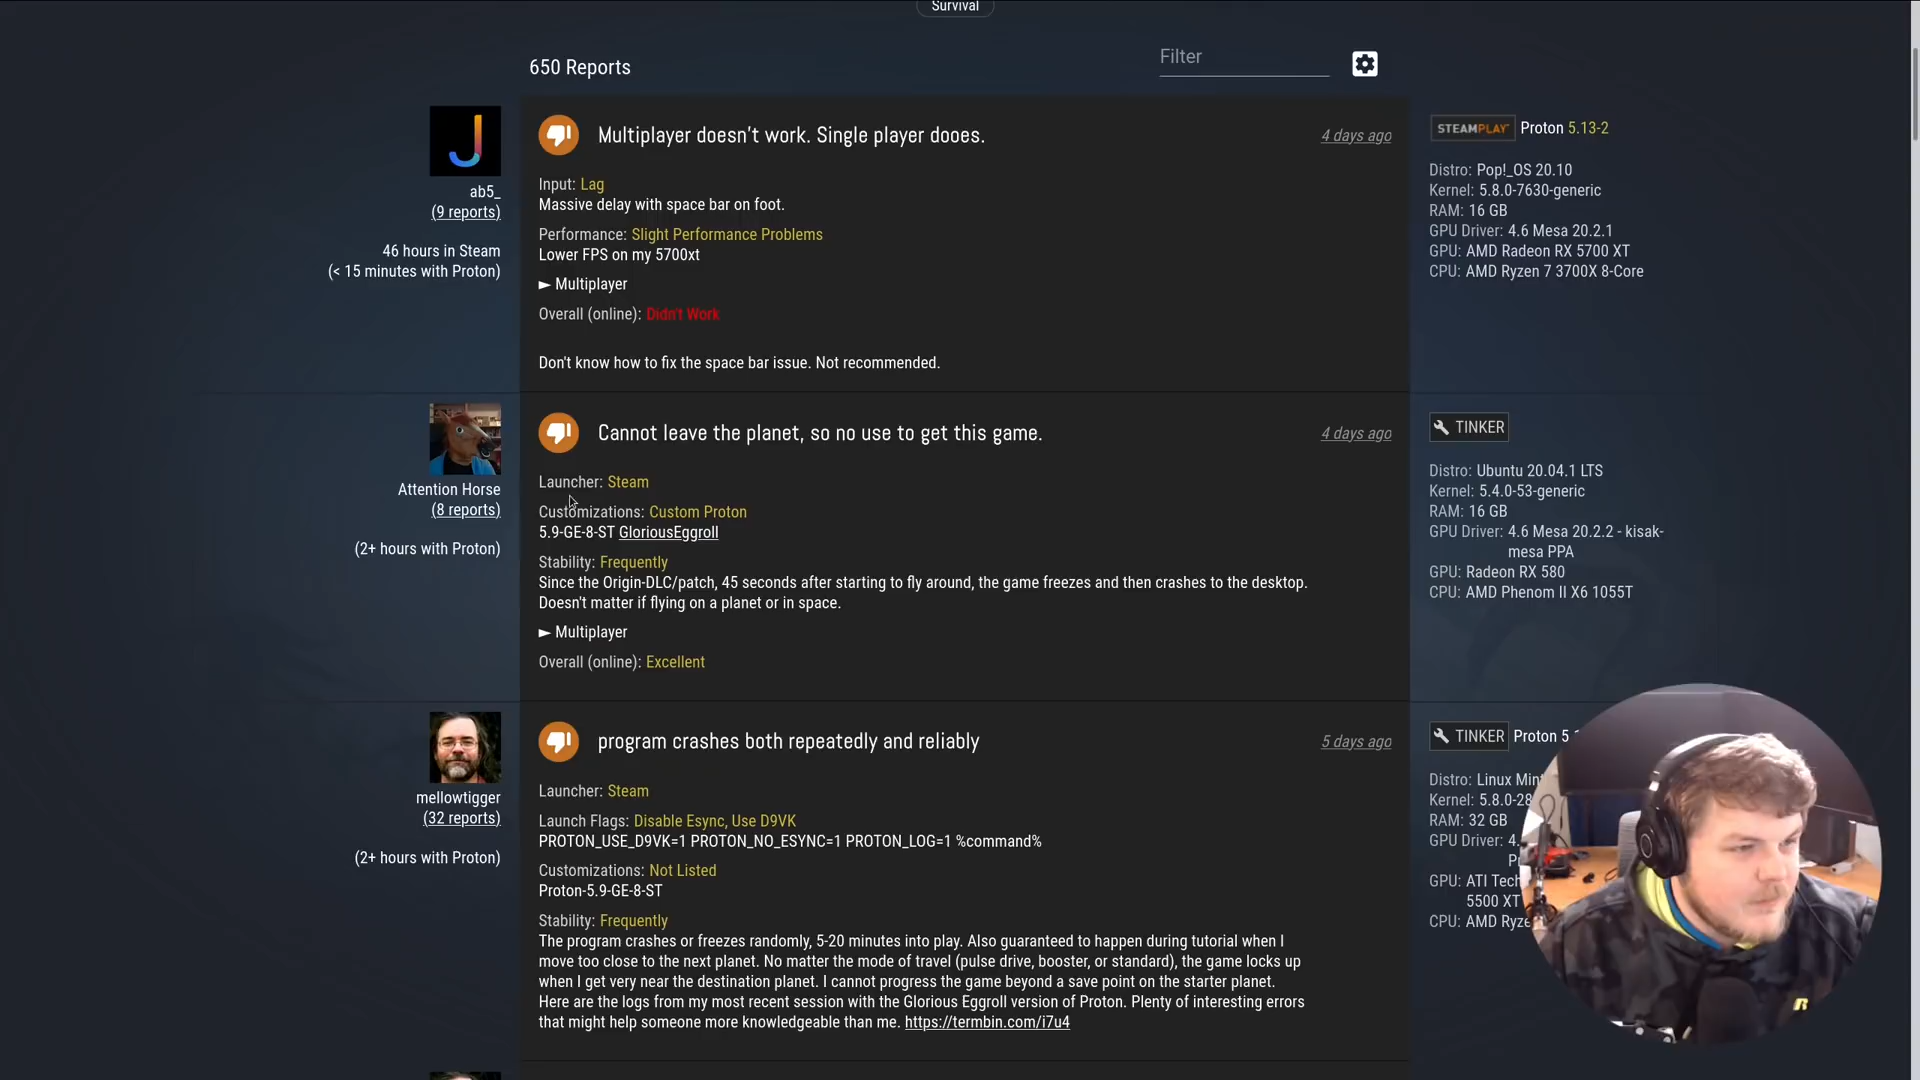 Survival
650 Reports
Filter
ab5_
(9 reports)
46 hours in Steam
(< 15 minutes with Proton)
Multiplayer doesn't work. Single player dooes.
4 days ago
Input: Lag
Massive delay with space bar on foot.
Performance: Slight Performance Problems
Lower FPS on my 5700xt
► Multiplayer
Overall (online): Didn't Work
Don't know how to fix the space bar issue. Not recommended.
STEAMPLAY Proton 5.13-2
Distro: Pop!_OS 20.10
Kernel: 5.8.0-7630-generic
RAM: 16 GB
GPU Driver: 4.6 Mesa 20.2.1
GPU: AMD Radeon RX 5700 XT
CPU: AMD Ryzen 7 3700X 8-Core
Attention Horse
(8 reports)
(2+ hours with Proton)
Cannot leave the planet, so no use to get this game.
4 days ago
Launcher: Steam
Customizations: Custom Proton
5.9-GE-8-ST GloriousEggroll
Stability: Frequently
Since the Origin-DLC/patch, 45 seconds after starting to fly around, the game freezes and then crashes to the desktop.
Doesn't matter if flying on a planet or in space.
► Multiplayer
Overall (online): Excellent
TINKER
Distro: Ubuntu 20.04.1 LTS
Kernel: 5.4.0-53-generic
RAM: 16 GB
GPU Driver: 4.6 Mesa 20.2.2 - kisak-
mesa PPA
GPU: Radeon RX 580
CPU: AMD Phenom II X6 1055T
mellowtigger
(32 reports)
(2+ hours with Proton)
program crashes both repeatedly and reliably
5 days ago
Launcher: Steam
Launch Flags: Disable Esync, Use D9VK
PROTON_USE_D9VK=1 PROTON_NO_ESYNC=1 PROTON_LOG=1 %command%
Customizations: Not Listed
Proton-5.9-GE-8-ST
Stability: Frequently
The program crashes or freezes randomly, 5-20 minutes into play. Also guaranteed to happen during tutorial when I
move too close to the next planet. No matter the mode of travel (pulse drive, booster, or standard), the game locks up
when I get very near the destination planet. I cannot progress the game beyond a save point on the starter planet.
Here are the logs from my most recent session with the Glorious Eggroll version of Proton. Plenty of interesting errors
that might help someone more knowledgeable than me. https://termbin.com/i7u4
TINKER Proton 5
Distro: Linux
Kernel: 5.8.0-28
RAM: 32 GB
GPU Driver: 4.
GPU: ATI Tech
5500 XT
CPU: AMD Ryze